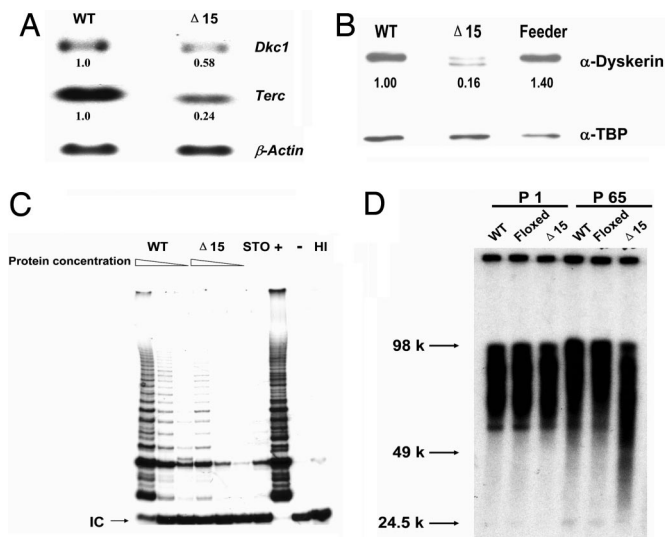 A
WT Δ 15
Dkc1
1.0 0.58
Terc
1.0 0.24
β-Actin
B
WT Δ 15 Feeder
α-Dyskerin
1.00 0.16 1.40
α-TBP
C
WT Δ 15 STO + - HI
Protein concentration
IC
D
P 1 P 65
WT Floxed Δ 15 WT Floxed Δ 15
98 k
49 k
24.5 k